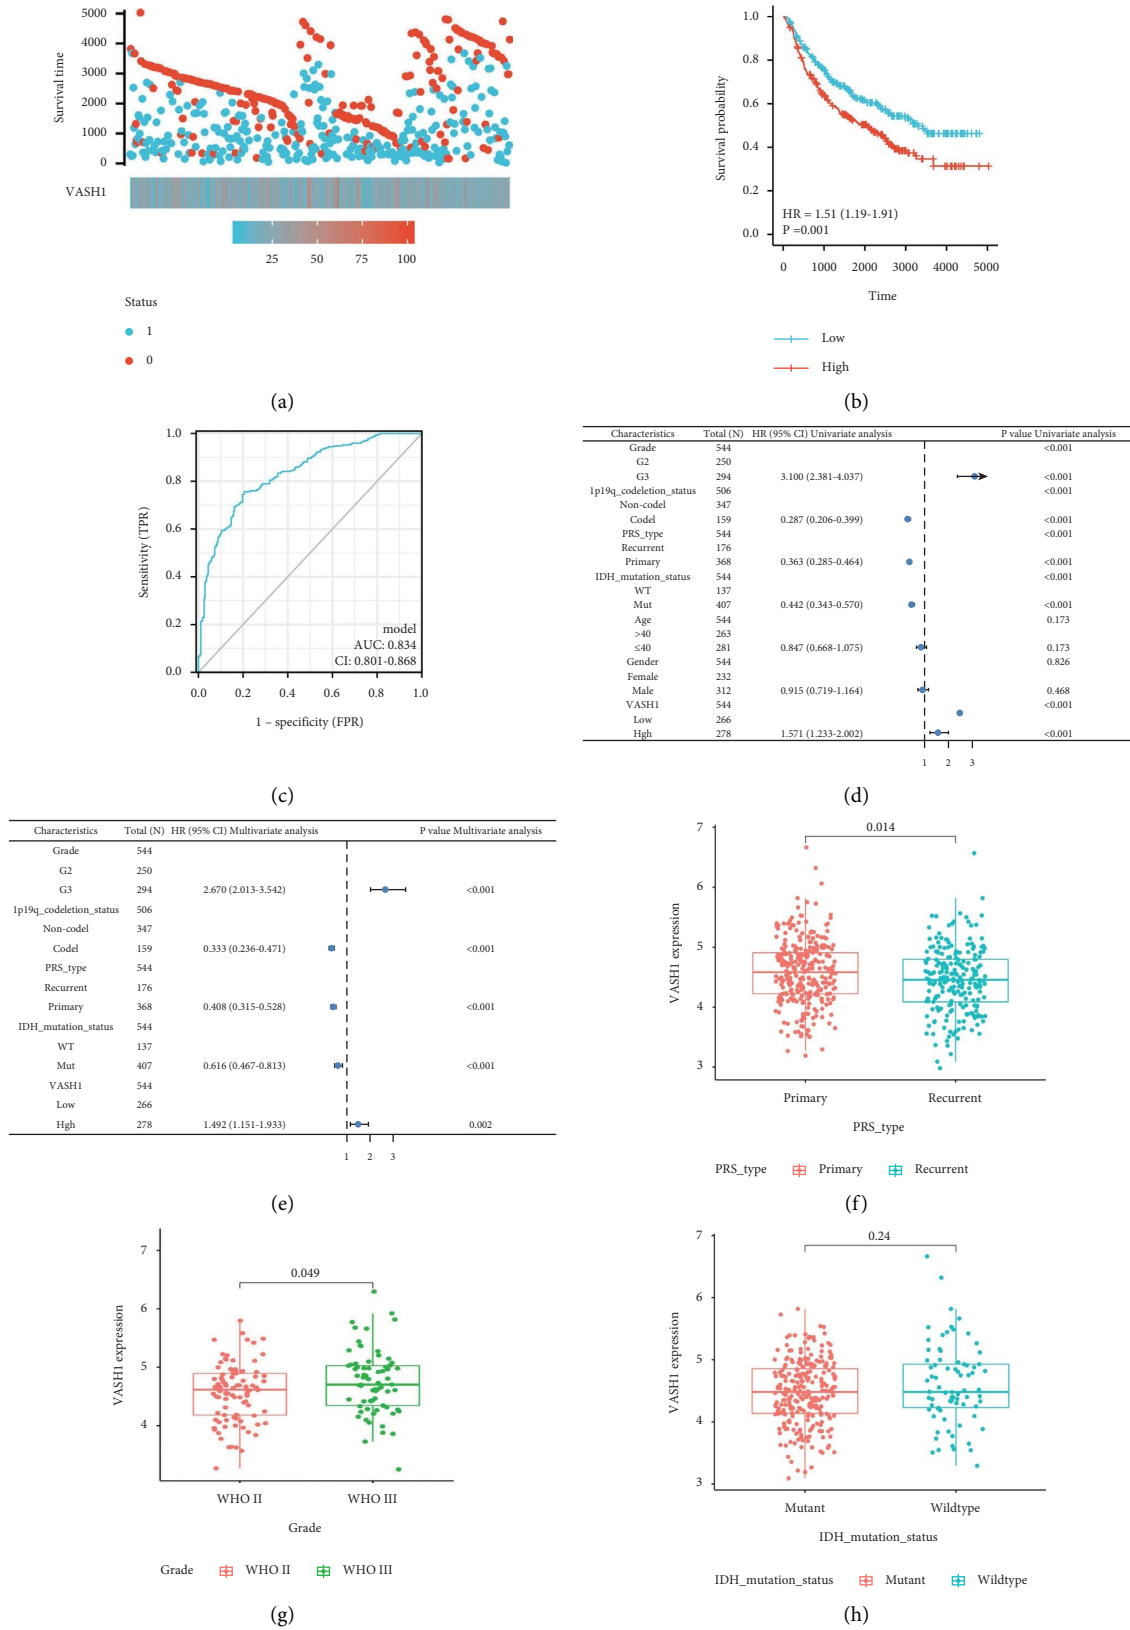 5000
4000
3000
2000
1000
0
Survival time
VASH1
25 50 75 100
Status
1
0
(a)
1.0
0.8
0.6
0.4
0.2
0.0
Survival probability
HR = 1.51 (1.19-1.91)
P =0.001
0 1000 2000 3000 4000 5000
Time
Low
High
(b)
1.0
0.8
0.6
0.4
0.2
0.0
Sensitivity (TPR)
model
AUC: 0.834
CI: 0.801-0.868
0.0 0.2 0.4 0.6 0.8 1.0
1 – specificity (FPR)
(c)
Characteristics Total (N) HR (95% CI) Univariate analysis P value Univariate analysis
Grade 544 <0.001
G2 250
G3 294 3.100 (2.381-4.037) <0.001
1p19q_codeletion_status 506 <0.001
Non-codel 347
Codel 159 0.287 (0.206-0.399) <0.001
PRS_type 544 <0.001
Recurrent 176
Primary 368 0.363 (0.285-0.464) <0.001
IDH_mutation_status 544 <0.001
WT 137
Mut 407 0.442 (0.343-0.570) <0.001
Age 544 0.173
>40 263
≤40 281 0.847 (0.668-1.075) 0.173
Gender 544 0.826
Female 232
Male 312 0.915 (0.719-1.164) 0.468
VASH1 544 <0.001
Low 266
Hgh 278 1.571 (1.233-2.002) <0.001
1 2 3
(d)
Characteristics Total (N) HR (95% CI) Multivariate analysis P value Multivariate analysis
Grade 544
G2 250
G3 294 2.670 (2.013-3.542) <0.001
1p19q_codeletion_status 506
Non-codel 347
Codel 159 0.333 (0.236-0.471) <0.001
PRS_type 544
Recurrent 176
Primary 368 0.408 (0.315-0.528) <0.001
IDH_mutation_status 544
WT 137
Mut 407 0.616 (0.467-0.813) <0.001
VASH1 544
Low 266
Hgh 278 1.492 (1.151-1.933) 0.002
1 2 3
(e)
7
6
5
4
3
VASH1 expression
0.014
Primary Recurrent
PRS_type
PRS_type Primary Recurrent
(f)
7
6
5
4
VASH1 expression
0.049
WHO II WHO III
Grade
Grade WHO II WHO III
(g)
7
6
5
4
3
VASH1 expression
0.24
Mutant Wildtype
IDH_mutation_status
IDH_mutation_status Mutant Wildtype
(h)